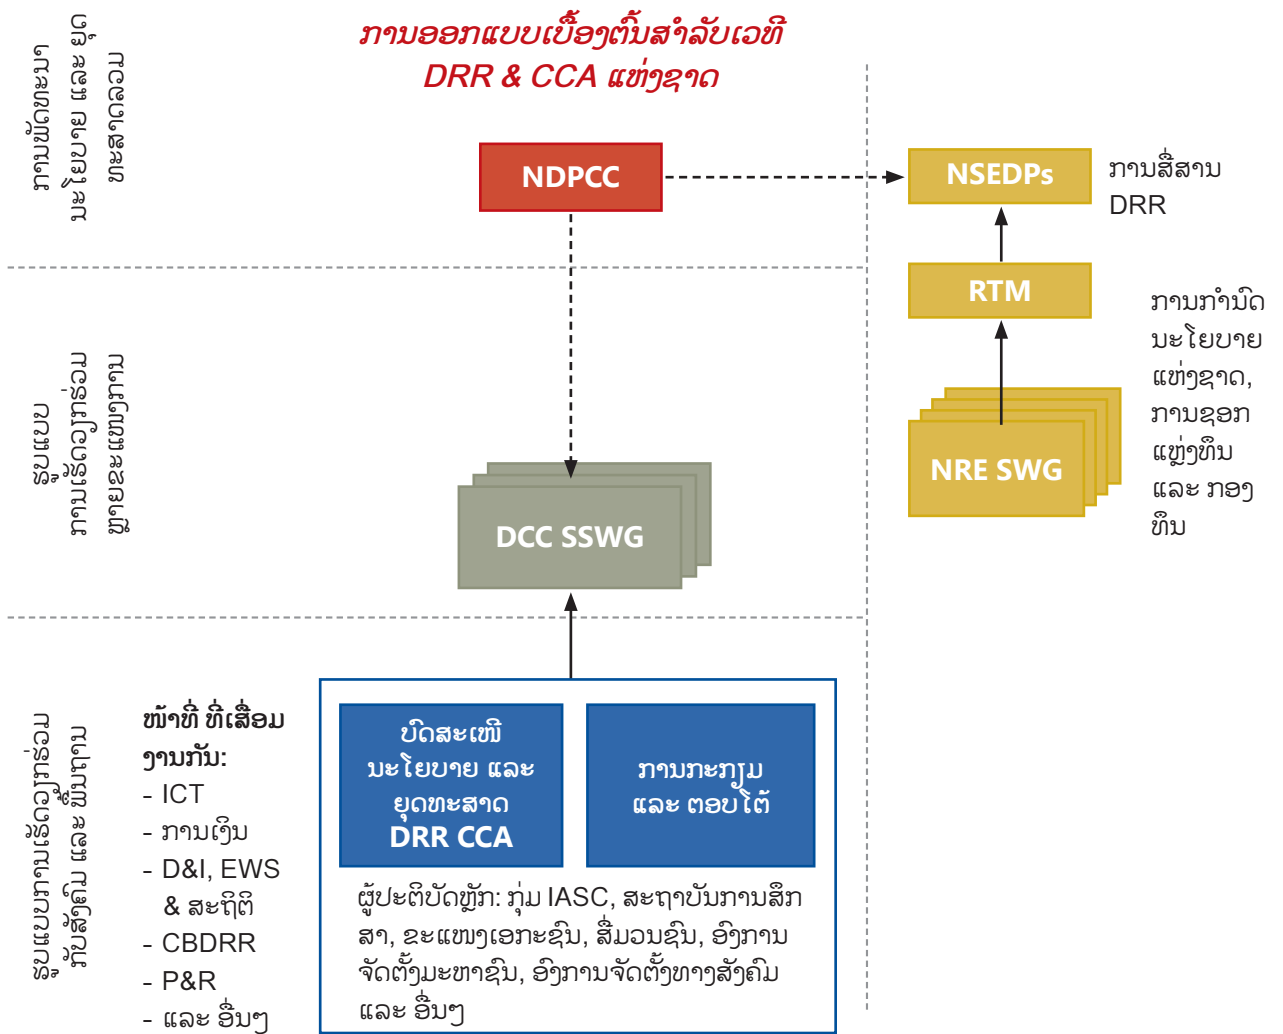 ການອອກແບບເບື້ອງຕົ້ນສຳລັບເວທີ
DRR & CCA ແຫ່ງຊາດ
ການພັດທະນາ
ນະໂຍບາຍ ແລະ ຍຸດ
ທະສາດລວມ
NDPCC
NSEDPs
ການສື່ສານ
DRR
RTM
ການກຳນົດ
ນະໂຍບາຍ
ແຫ່ງຊາດ,
ການຊອກ
ແຫຼ່ງທຶນ
ແລະ ກອງ
ທຶນ
NRE SWG
ຮູບແບບ
ການເຮັດວຽກຮ່ວມ
ຫຼາຍຂະແໜງການ
DCC SSWG
ຮູບແບບການເຮັດວຽກຮ່ວມ
ກັບສັງຄົມ ແລະ ພື້ນຖານ
ໜ້າທີ່ ທີ່ເຊື່ອມ
ງານກັນ:
- ICT
- ການເງິນ
- D&I, EWS
& ສະຖິຕິ
- CBDRR
- P&R
- ແລະ ອື່ນໆ
ບົດສະເໜີ
ນະໂຍບາຍ ແລະ
ຍຸດທະສາດ
DRR CCA
ການກະກຽມ
ແລະ ຕອບໂຕ້
ຜູ້ປະຕິບັດຫຼັກ: ກຸ່ມ IASC, ສະຖາບັນການສຶກ
ສາ, ຂະແໜງເອກະຊົນ, ສື່ມວນຊົນ, ອົງການ
ຈັດຕັ້ງມະຫາຊົນ, ອົງການຈັດຕັ້ງທາງສັງຄົມ
ແລະ ອື່ນໆ